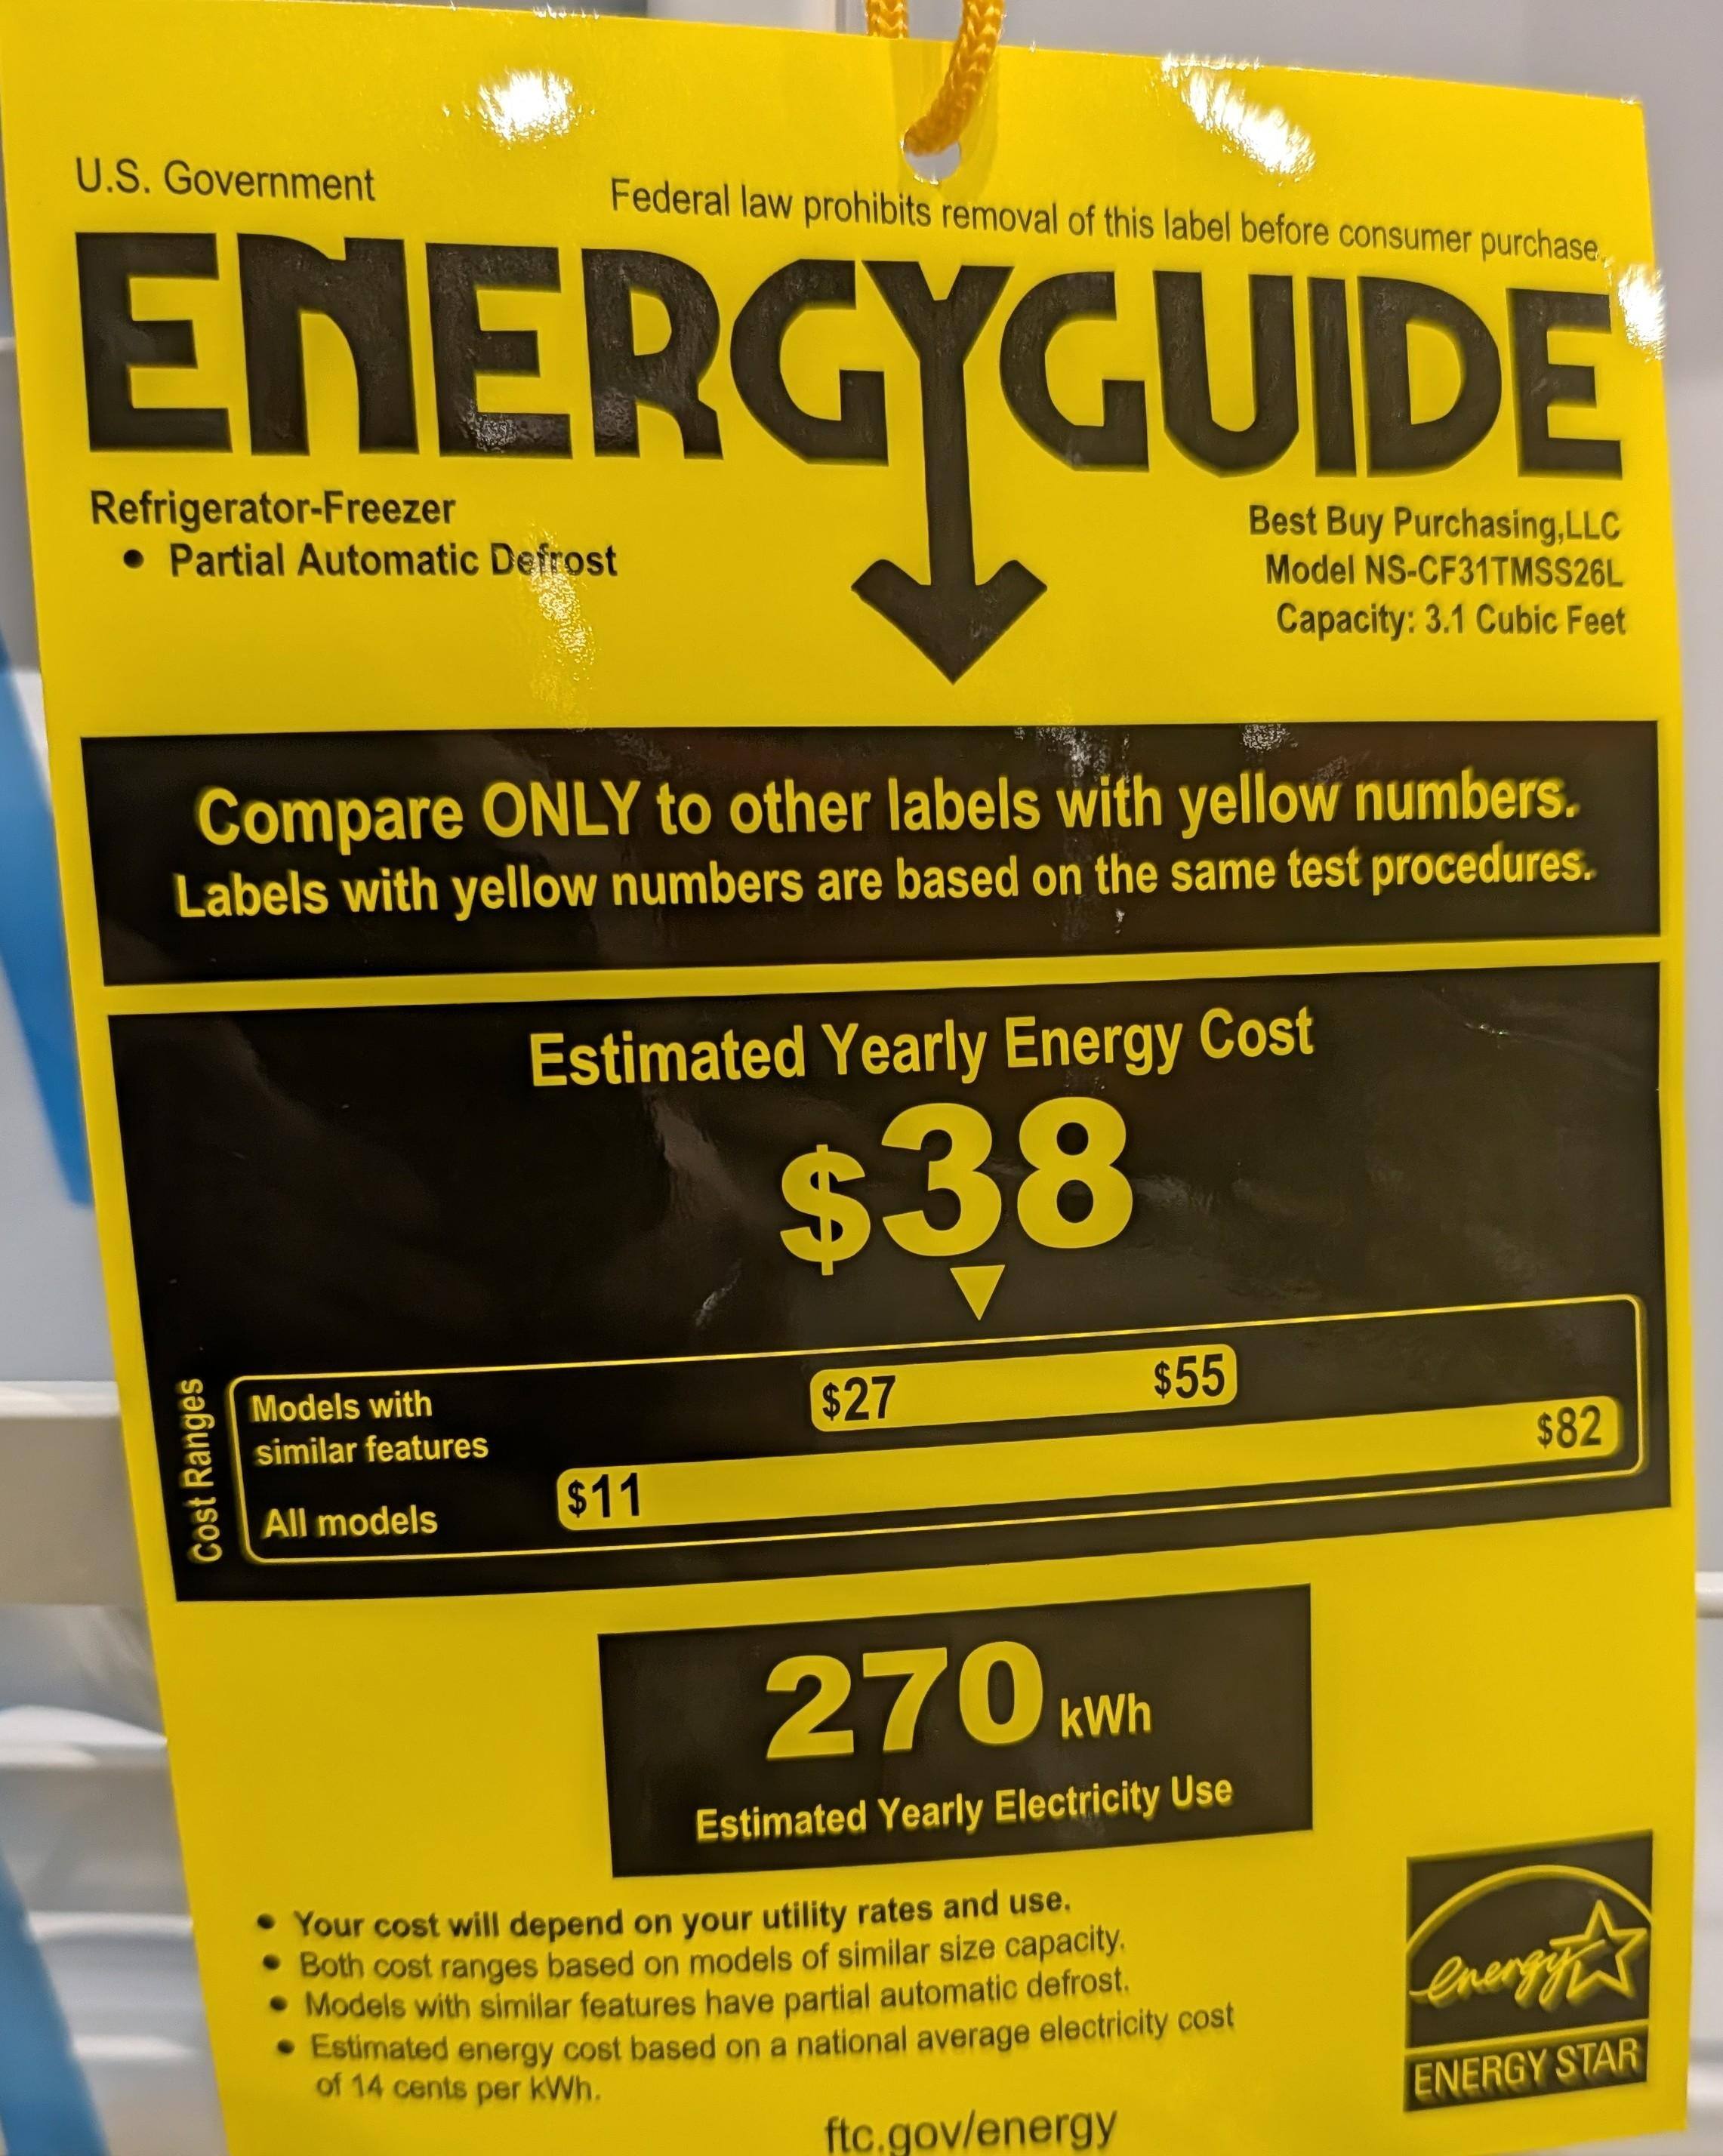 U.S. Government
Federal law prohibits removal of this label before consumer purchase.
ENERGYGUIDE
Refrigerator-Freezer
• Partial Automatic Defrost
Best Buy Purchasing,LLC
Model NS-CF31TMSS26L
Capacity: 3.1 Cubic Feet
Compare ONLY to other labels with yellow numbers.
Labels with yellow numbers are based on the same test procedures.
Estimated Yearly Energy Cost
$38
Cost Ranges
Models with
similar features
$27
$55
All models
$11
$82
270 kWh
Estimated Yearly Electricity Use
• Your cost will depend on your utility rates and use.
• Both cost ranges based on models of similar size capacity.
• Models with similar features have partial automatic defrost.
• Estimated energy cost based on a national average electricity cost
of 14 cents per kWh.
ftc.gov/energy
energy
ENERGY STAR